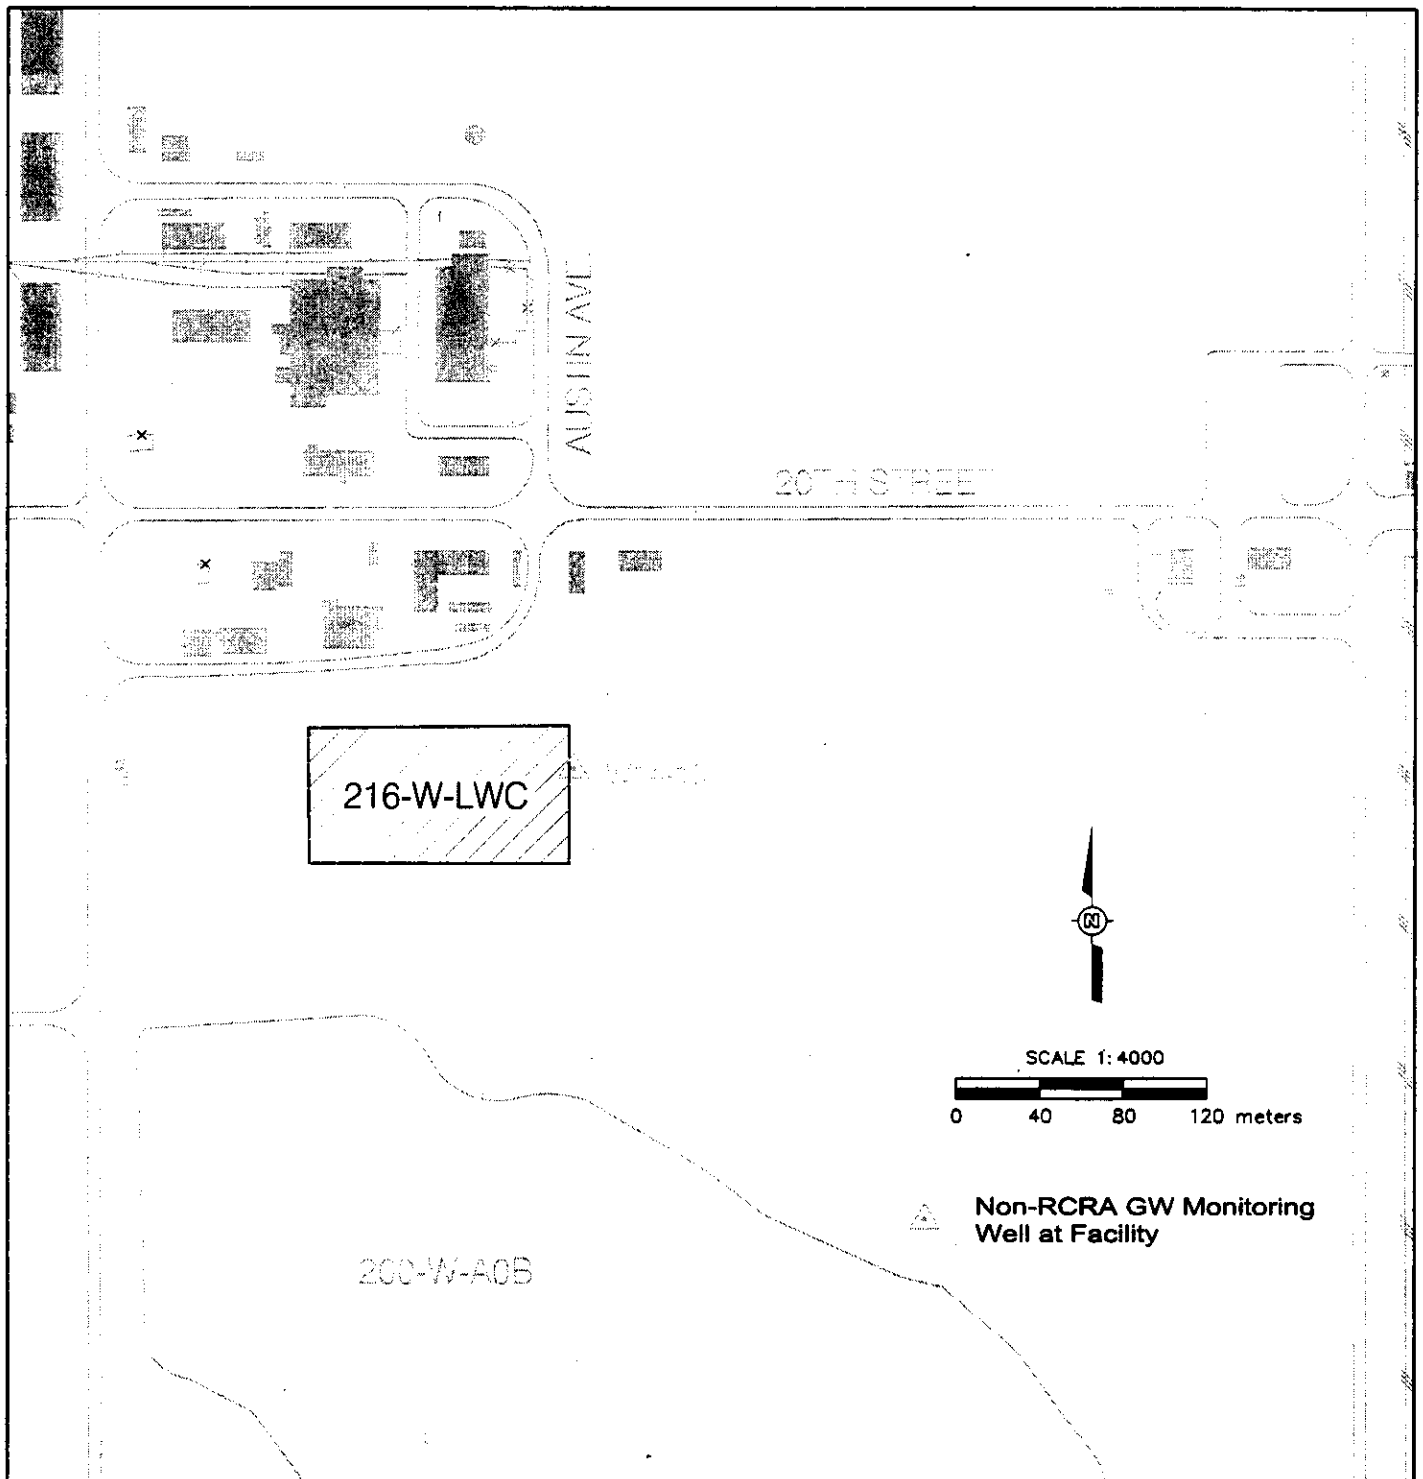 AUSTIN AVE
20TH STREET
216-W-LWC
N
SCALE 1:4000
0 40 80 120 meters
Non-RCRA GW Monitoring
Well at Facility
200-W-A0B